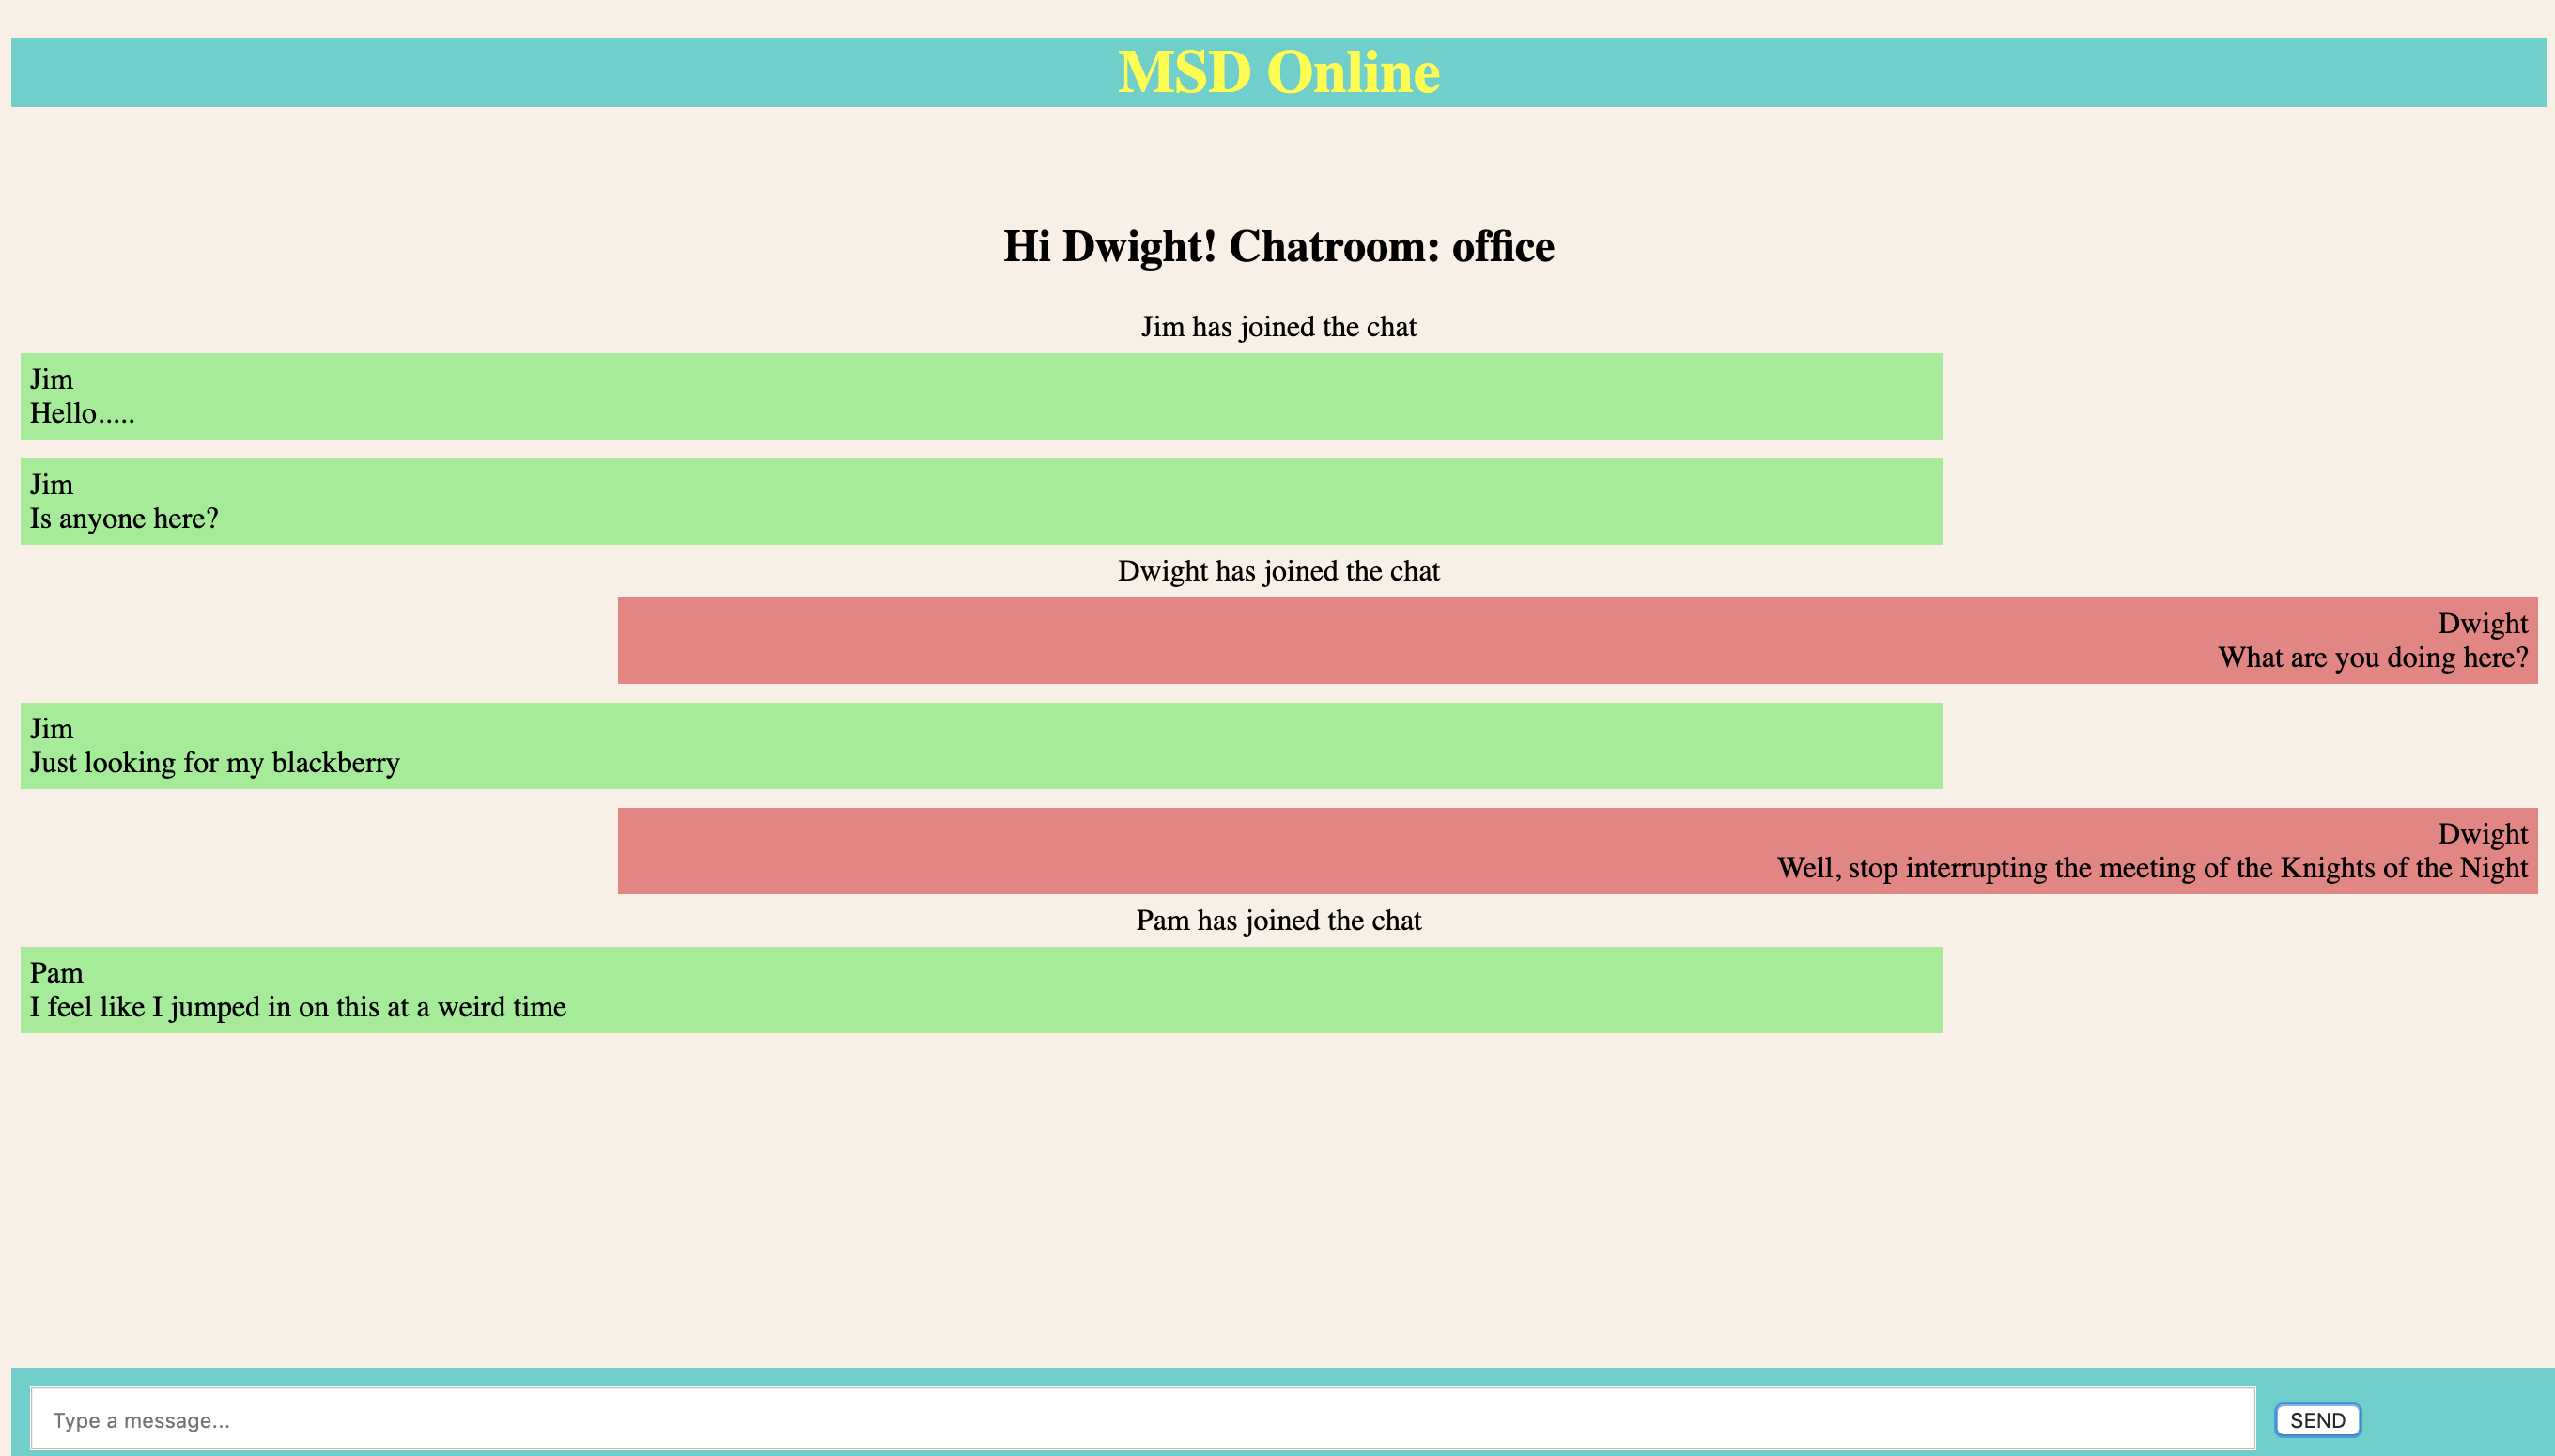 MSD Online
Hi Dwight! Chatroom: office
Jim has joined the chat
Jim
Hello.....
Jim
Is anyone here?
Dwight has joined the chat
Dwight
What are you doing here?
Jim
Just looking for my blackberry
Dwight
Well, stop interrupting the meeting of the Knights of the Night
Pam has joined the chat
Pam
I feel like I jumped in on this at a weird time
Type a message...
SEND